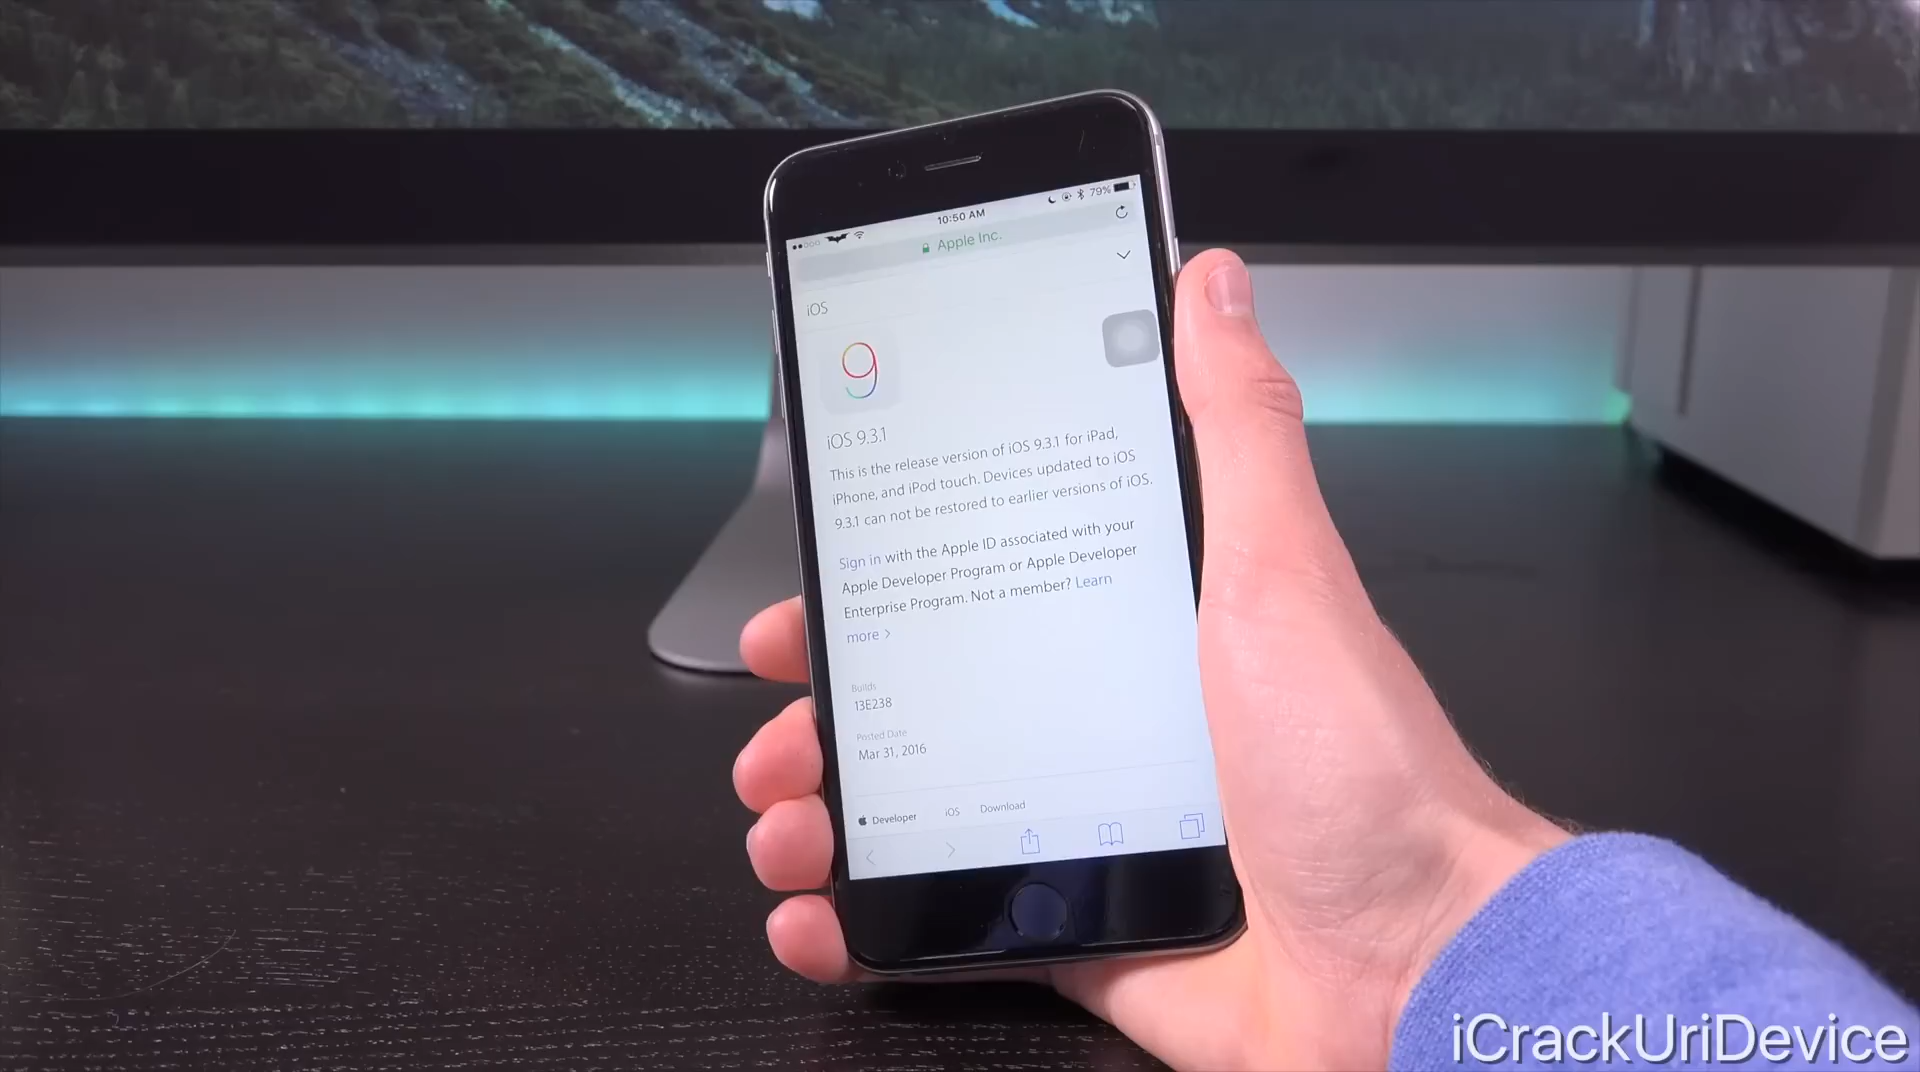 10:50 AM
79%
Apple Inc.
iOS
9
iOS 9.3.1
This is the release version of iOS 9.3.1 for iPad,
iPhone, and iPod touch. Devices updated to iOS
9.3.1 can not be restored to earlier versions of iOS.
Sign in with the Apple ID associated with your
Apple Developer Program or Apple Developer
Enterprise Program. Not a member? Learn
more >
Builds
13E238
Posted Date
Mar 31, 2016
Developer iOS Download
iCrackUriDevice